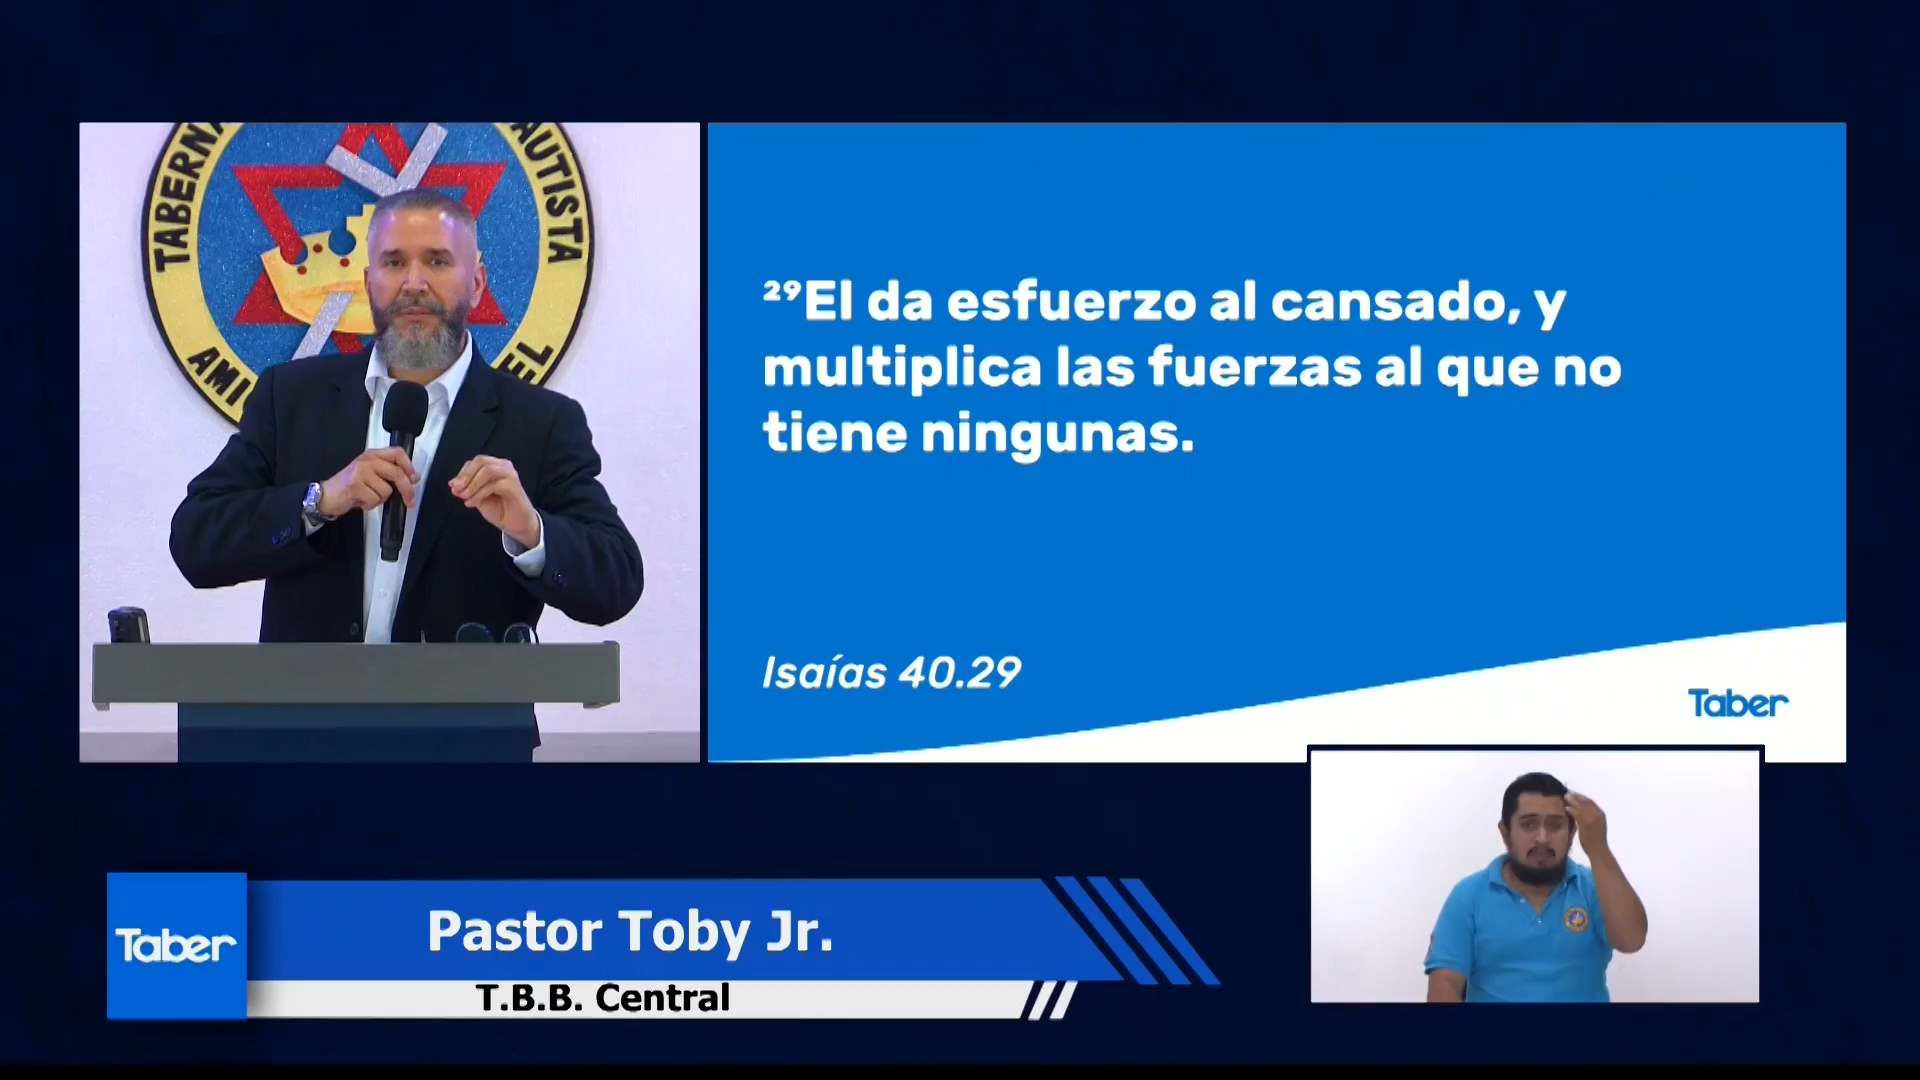 TABERNA
AUTISTA
AMI
EL
²⁹El da esfuerzo al cansado, y
multiplica las fuerzas al que no
tiene ningunas.
Isaías 40.29
Taber
Taber
Pastor Toby Jr.
T.B.B. Central